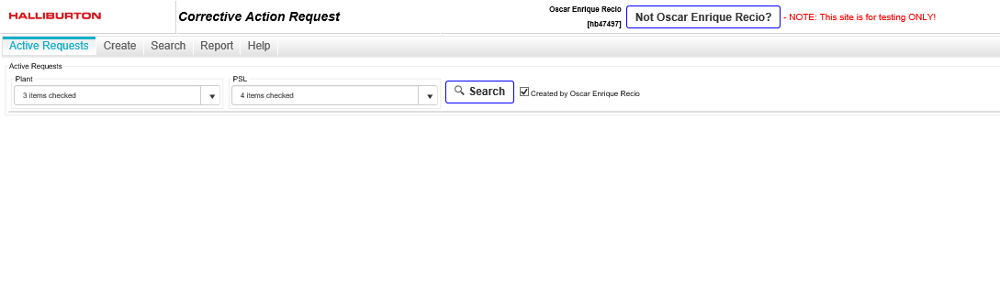 HALLIBURTON
Corrective Action Request
Oscar Enrique Recio
[hb47497]
Not Oscar Enrique Recio?
- NOTE: This site is for testing ONLY!
Active Requests
Create
Search
Report
Help
Active Requests
Plant
3 items checked
PSL
4 items checked
Search
Created by Oscar Enrique Recio